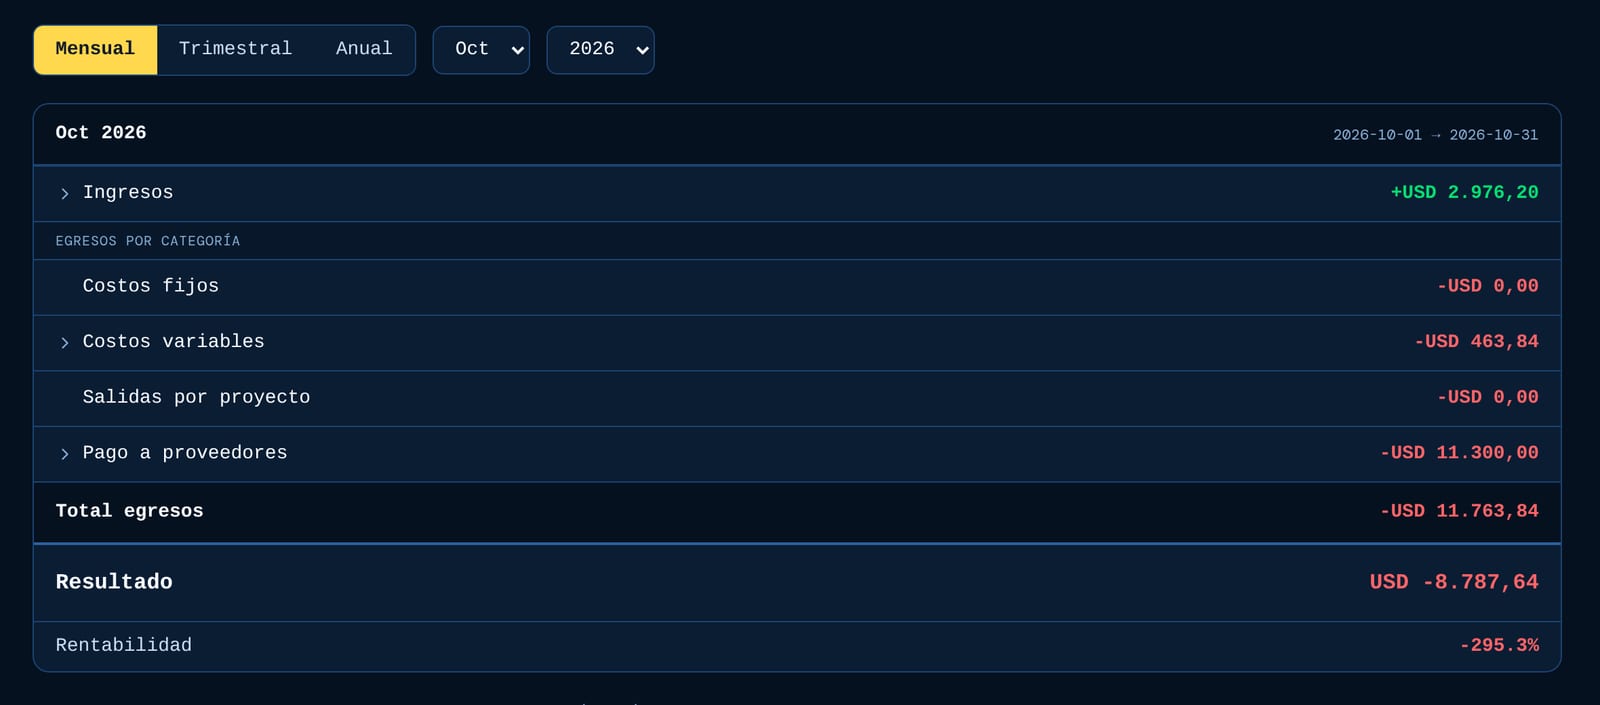 Mensual Trimestral Anual Oct 2026
Oct 2026 2026-10-01 → 2026-10-31
Ingresos +USD 2.976,20
EGRESOS POR CATEGORÍA
Costos fijos -USD 0,00
Costos variables -USD 463,84
Salidas por proyecto -USD 0,00
Pago a proveedores -USD 11.300,00
Total egresos -USD 11.763,84
Resultado USD -8.787,64
Rentabilidad -295.3%